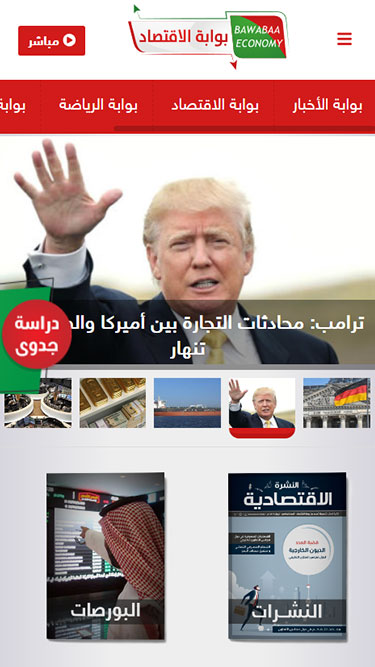 مباشر
بوابة الاقتصاد
BAWABAA
ECONOMY
بوابة الأخبار
بوابة الاقتصاد
بوابة الرياضة
بوابة
ترامب: محادثات التجارة بين أميركا
تنهار
دراسة
جدوى
النشرة
الاقتصادية
الديون الخارجية
النشرات
البورصات